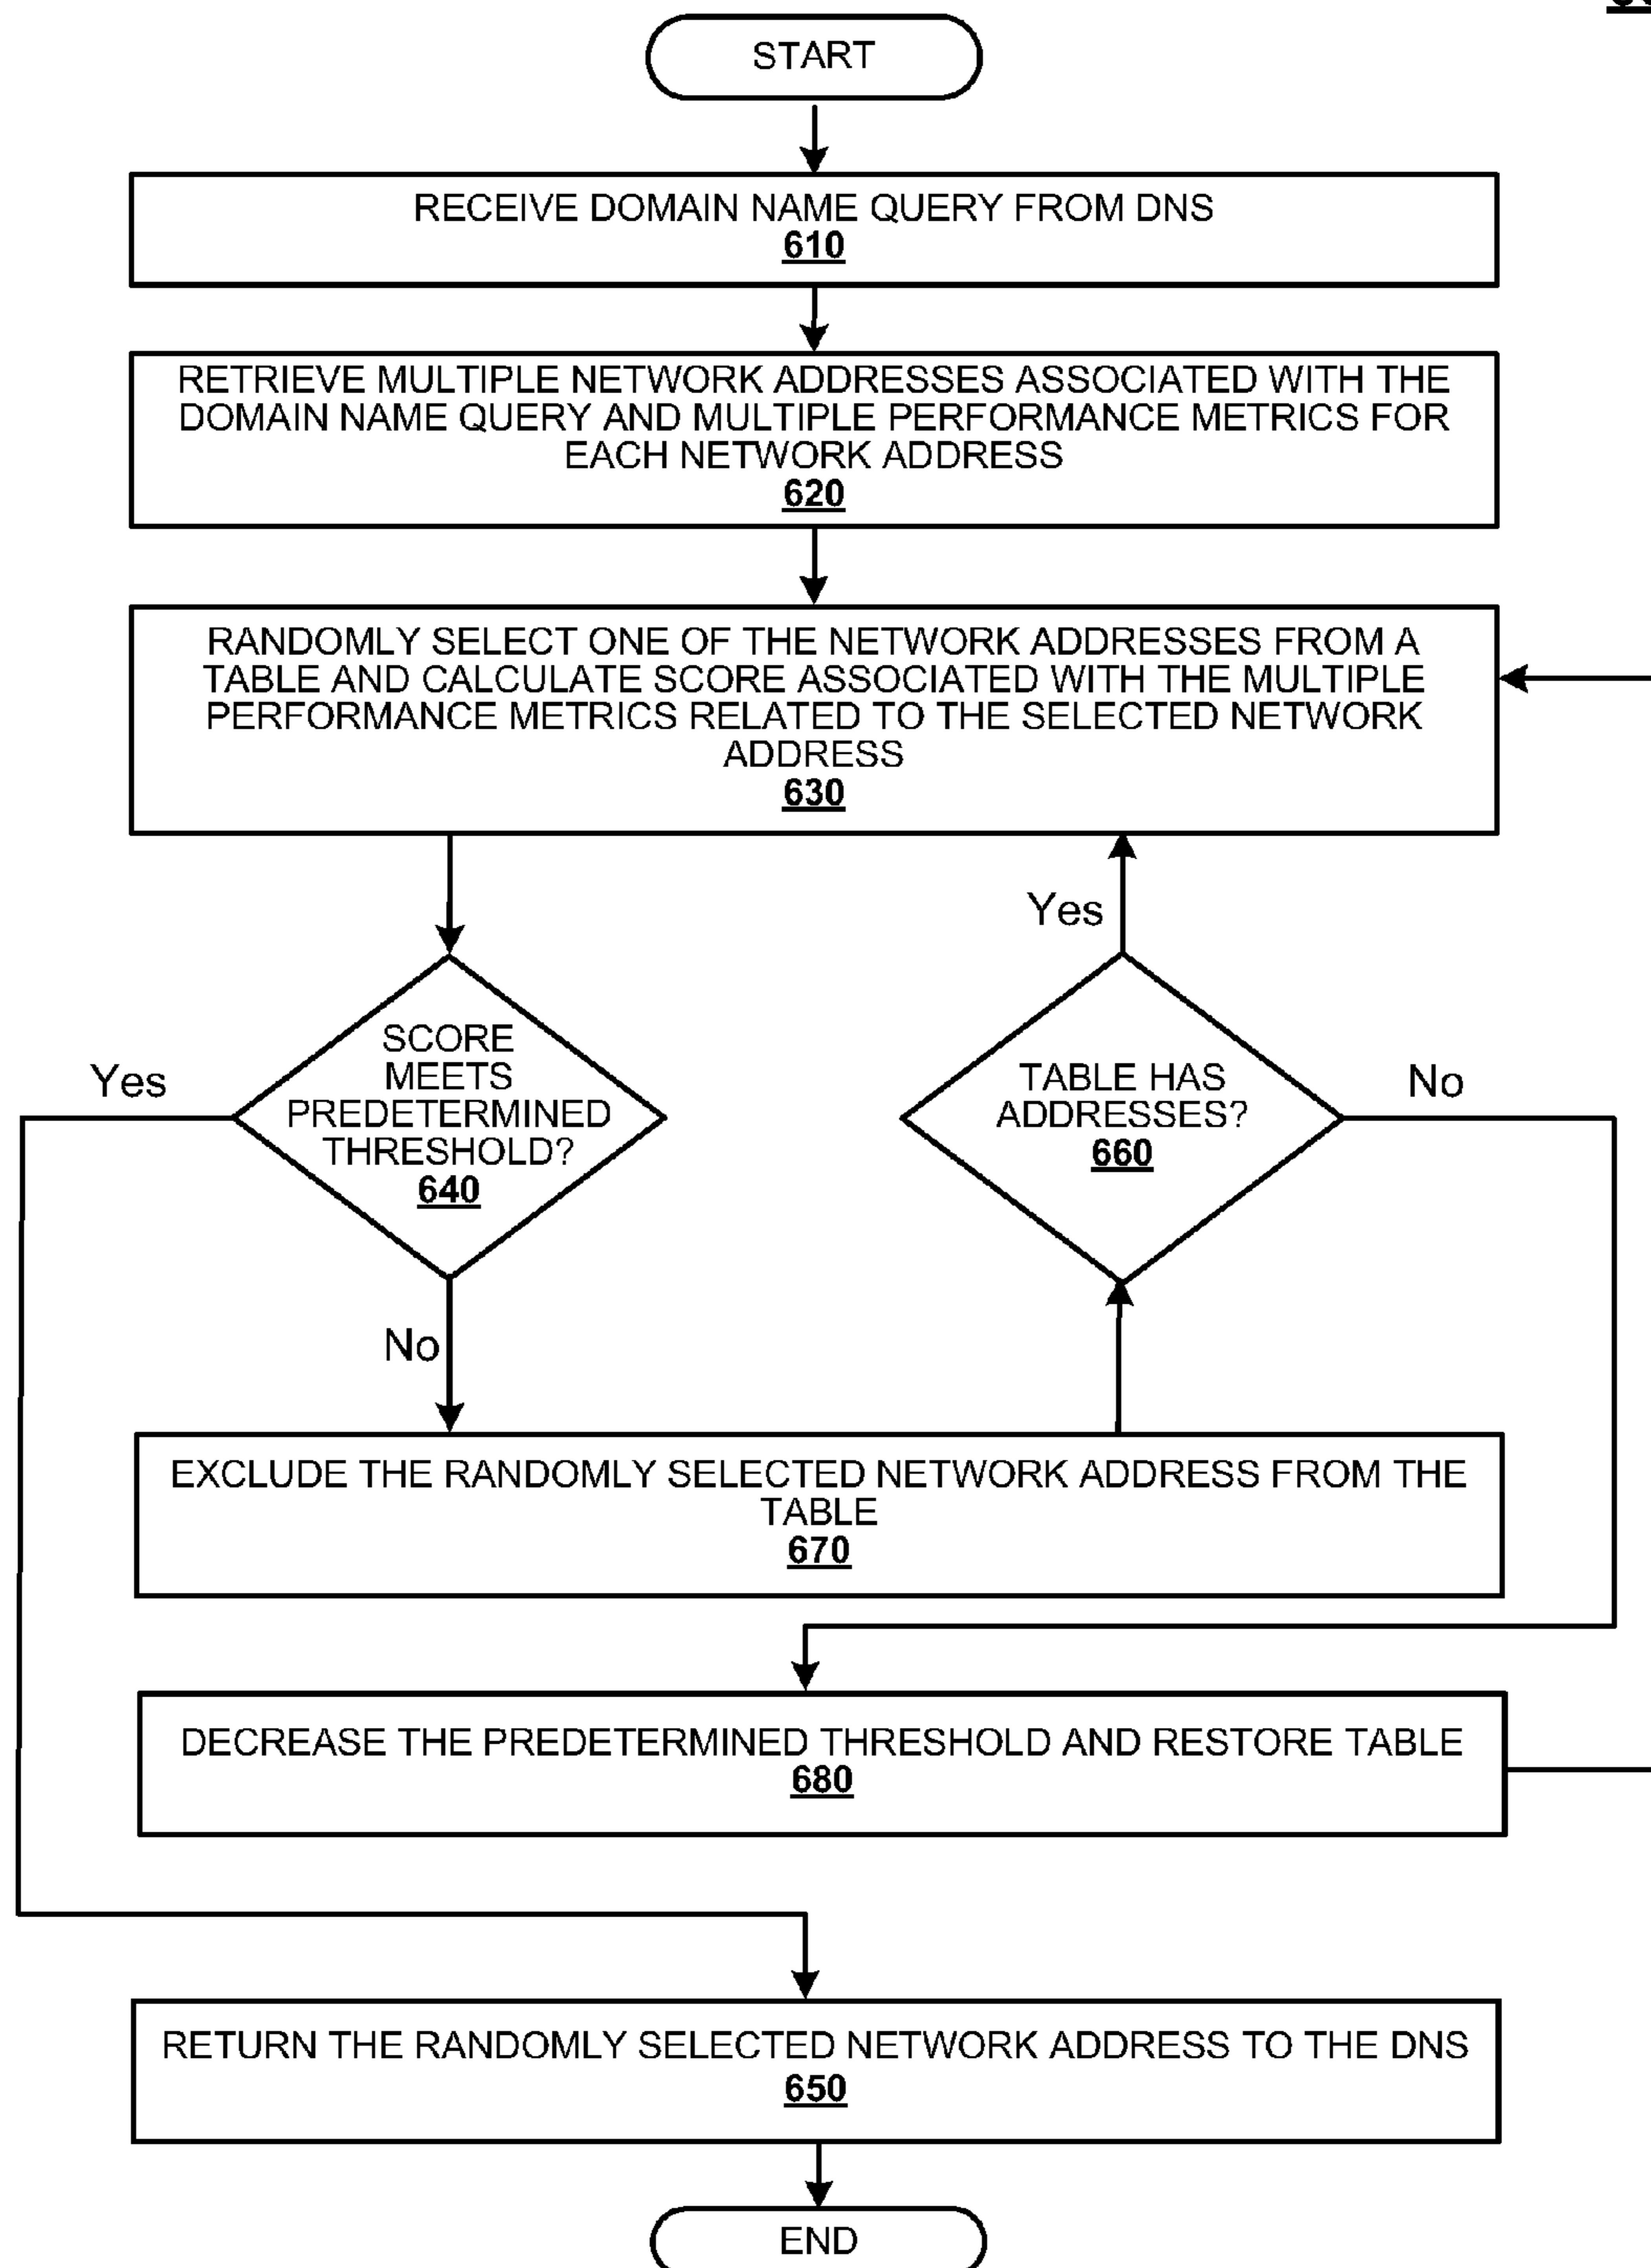 START
RECEIVE DOMAIN NAME QUERY FROM DNS
610
RETRIEVE MULTIPLE NETWORK ADDRESSES ASSOCIATED WITH THE
DOMAIN NAME QUERY AND MULTIPLE PERFORMANCE METRICS FOR
EACH NETWORK ADDRESS
620
RANDOMLY SELECT ONE OF THE NETWORK ADDRESSES FROM A
TABLE AND CALCULATE SCORE ASSOCIATED WITH THE MULTIPLE
PERFORMANCE METRICS RELATED TO THE SELECTED NETWORK
ADDRESS
630
Yes
SCORE
MEETS
PREDETERMINED
THRESHOLD?
640
Yes
TABLE HAS
ADDRESSES?
660
No
No
EXCLUDE THE RANDOMLY SELECTED NETWORK ADDRESS FROM THE
TABLE
670
DECREASE THE PREDETERMINED THRESHOLD AND RESTORE TABLE
680
RETURN THE RANDOMLY SELECTED NETWORK ADDRESS TO THE DNS
650
END